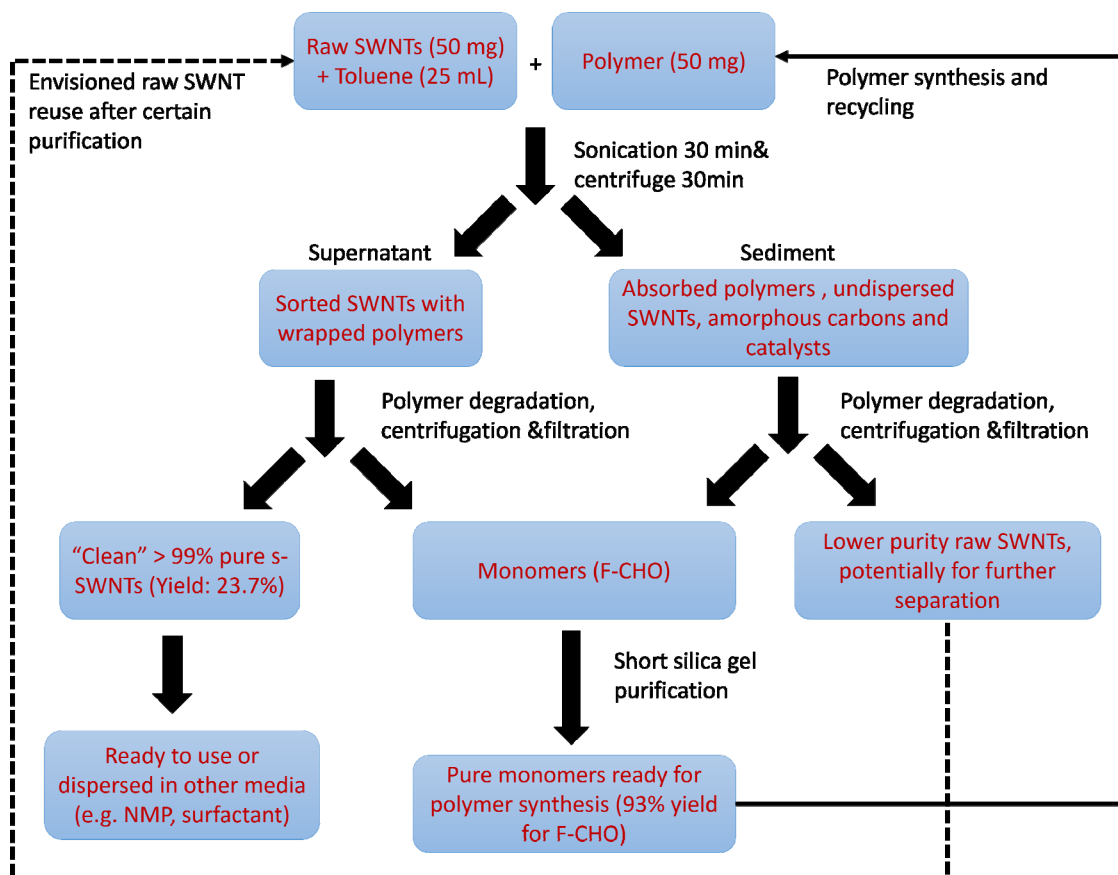 Raw SWNTs (50 mg)
+ Toluene (25 mL)
+
Polymer (50 mg)
Envisioned raw SWNT
reuse after certain
purification
Polymer synthesis and
recycling
Sonication 30 min&
centrifuge 30min
Supernatant
Sediment
Sorted SWNTs with
wrapped polymers
Absorbed polymers , undispersed
SWNTs, amorphous carbons and
catalysts
Polymer degradation,
centrifugation &filtration
Polymer degradation,
centrifugation &filtration
“Clean” > 99% pure s-
SWNTs (Yield: 23.7%)
Monomers (F-CHO)
Lower purity raw SWNTs,
potentially for further
separation
Short silica gel
purification
Ready to use or
dispersed in other media
(e.g. NMP, surfactant)
Pure monomers ready for
polymer synthesis (93% yield
for F-CHO)